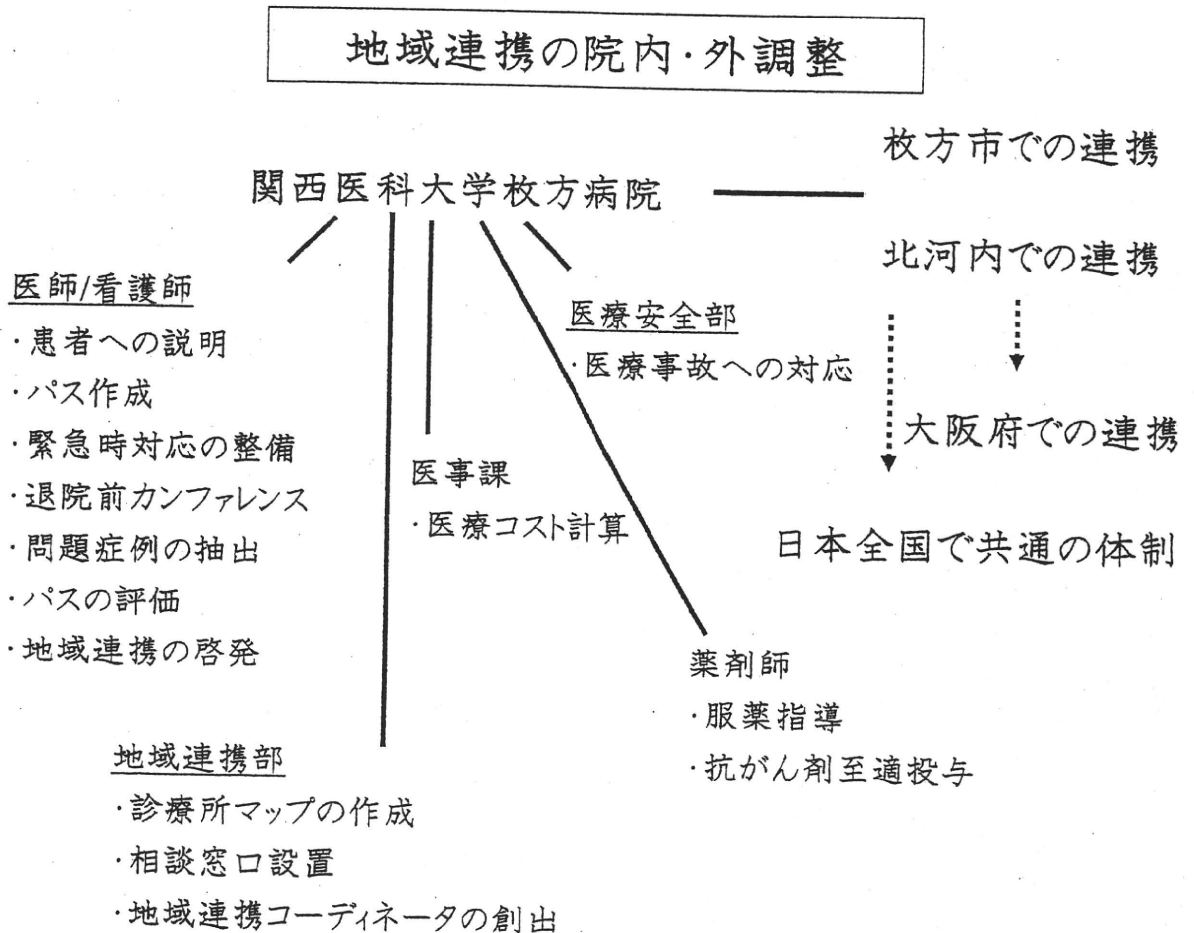 地域連携の院内・外調整
関西医科大学枚方病院
枚方市での連携
北河内での連携
大阪府での連携
日本全国で共通の体制
医師/看護師
・患者への説明
・パス作成
・緊急時対応の整備
・退院前カンファレンス
・問題症例の抽出
・パスの評価
・地域連携の啓発
医療安全部
・医療事故への対応
医事課
・医療コスト計算
薬剤師
・服薬指導
・抗がん剤至適投与
地域連携部
・診療所マップの作成
・相談窓口設置
・地域連携コーディネータの創出